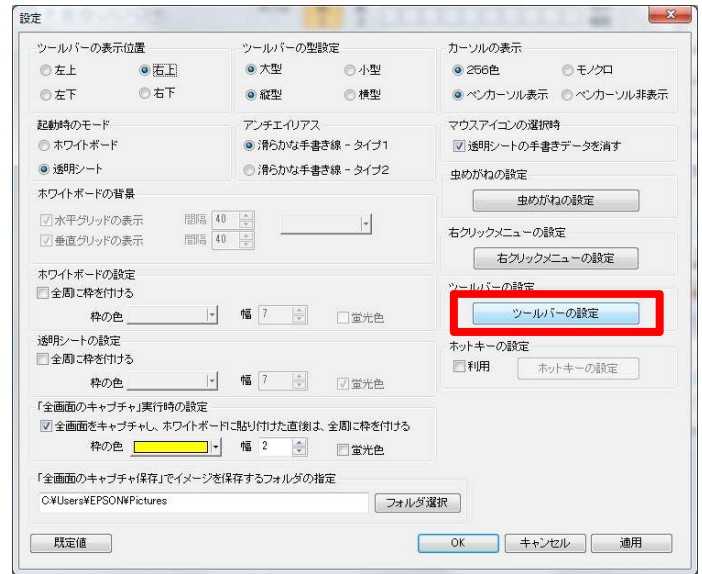 設定
ツールバーの表示位置
左上
右上
左下
右下
ツールバーの型設定
大型
小型
縦型
横型
カーソルの表示
256色
モノクロ
ペンカーソル表示
ペンカーソル非表示
起動時のモード
ホワイトボード
透明シート
アンチエイリアス
滑らかな手書き線 - タイプ1
滑らかな手書き線 - タイプ2
マウスアイコンの選択時
透明シートの手書きデータを消す
ホワイトボードの背景
水平グリッドの表示 間隔 40
垂直グリッドの表示 間隔 40
虫めがねの設定
虫めがねの設定
右クリックメニューの設定
右クリックメニューの設定
ホワイトボードの設定
全周に枠を付ける
枠の色 幅 7 蛍光色
ツールバーの設定
ツールバーの設定
透明シートの設定
全周に枠を付ける
枠の色 幅 7 蛍光色
ホットキーの設定
利用 ホットキーの設定
「全画面のキャプチャ」実行時の設定
全画面をキャプチャし、ホワイトボードに貼り付けた直後は、全周に枠を付ける
枠の色 幅 2 蛍光色
「全画面のキャプチャ保存」でイメージを保存するフォルダの指定
C:¥Users¥EPSON¥Pictures フォルダ選択
既定値 OK キャンセル 適用